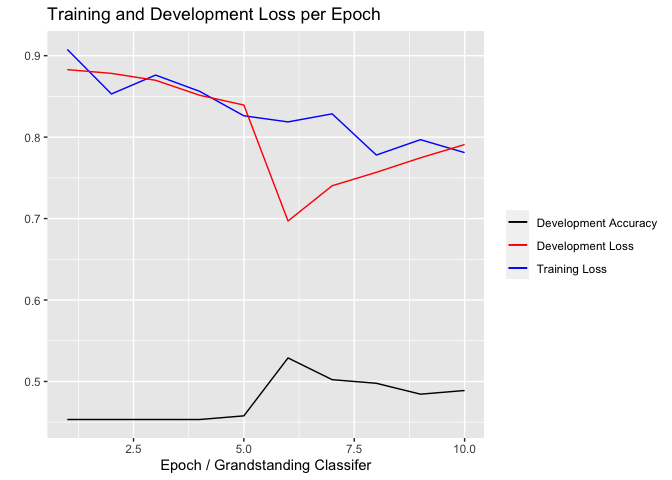 Training and Development Loss per Epoch
0.9
0.8
0.7
0.6
0.5
2.5
5.0
7.5
10.0
Epoch / Grandstanding Classifer
Development Accuracy
Development Loss
Training Loss